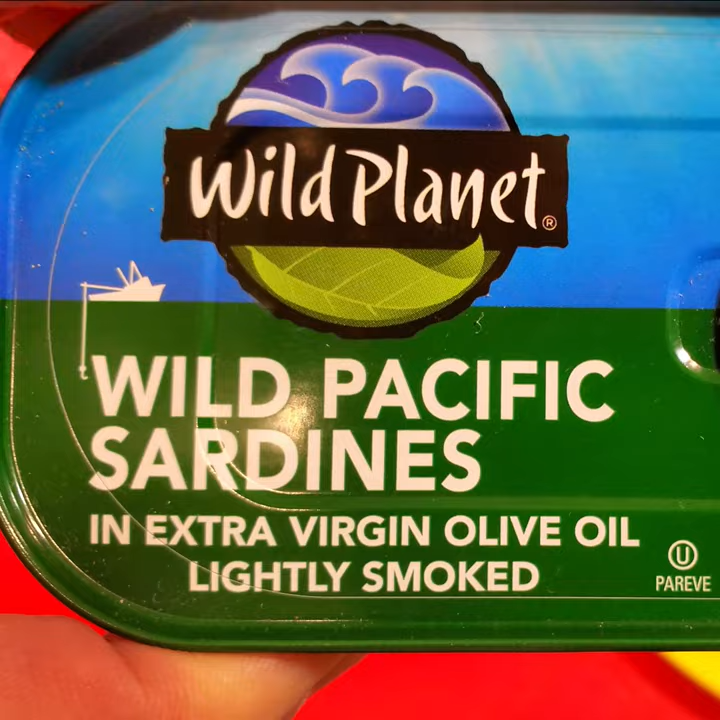 Wild Planet®
WILD PACIFIC
SARDINES
IN EXTRA VIRGIN OLIVE OIL
LIGHTLY SMOKED
U
PAREVE